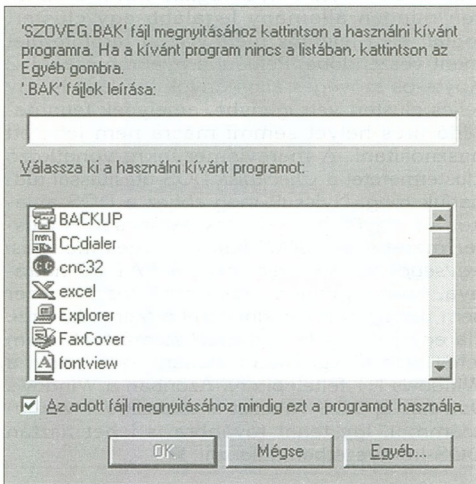 'SZOVEG.BAK' fájl megnyitásához kattintson a használni kívánt
programra. Ha a kívánt program nincs a listában, kattintson az
Egyéb gombra.
'.BAK' fájlok leírása:
Válassza ki a használni kívánt programot:
BACKUP
CCdialer
cnc32
excel
Explorer
FaxCover
fontview
Az adott fájl megnyitásához mindig ezt a programot használja.
OK Mégse Egyéb...